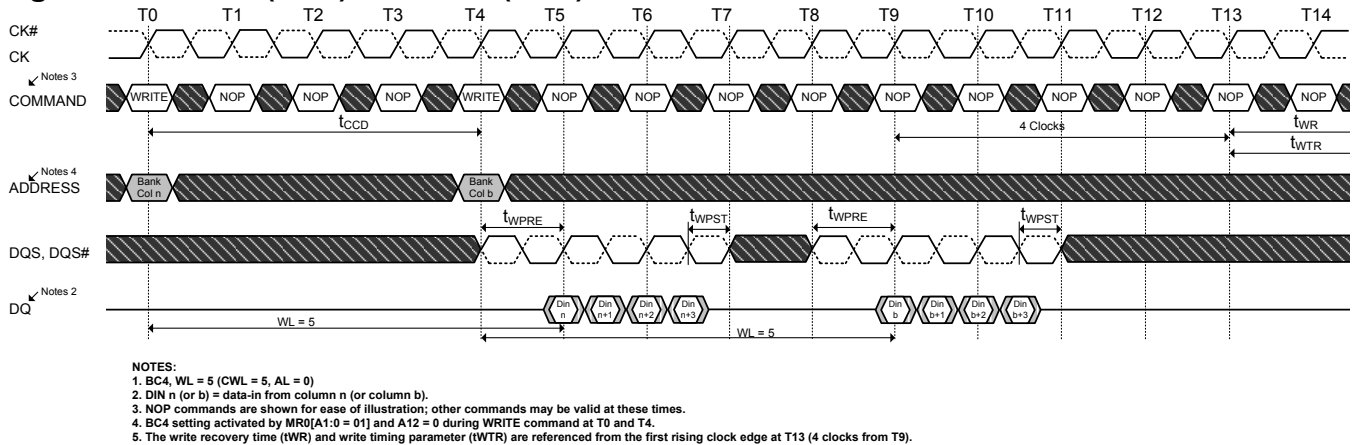 T0 T1 T2 T3 T4 T5 T6 T7 T8 T9 T10 T11 T12 T13 T14
CK#
CK
Notes 3
COMMAND
WRITE NOP NOP NOP WRITE NOP NOP NOP NOP NOP NOP NOP NOP NOP NOP
tCCD
4 Clocks
tWR
tWTR
Notes 4
ADDRESS
Bank Bank
Col n Col b
tWPRE tWPST tWPRE tWPST
DQS, DQS#
Notes 2
DQ
Din Din Din Din Din Din Din Din
n n+1 n+2 n+3 b b+1 b+2 b+3
WL = 5
WL = 5
NOTES:
1. BC4, WL = 5 (CWL = 5, AL = 0)
2. DIN n (or b) = data-in from column n (or column b).
3. NOP commands are shown for ease of illustration; other commands may be valid at these times.
4. BC4 setting activated by MR0[A1:0 = 01] and A12 = 0 during WRITE command at T0 and T4.
5. The write recovery time (tWR) and write timing parameter (tWTR) are referenced from the first rising clock edge at T13 (4 clocks from T9).